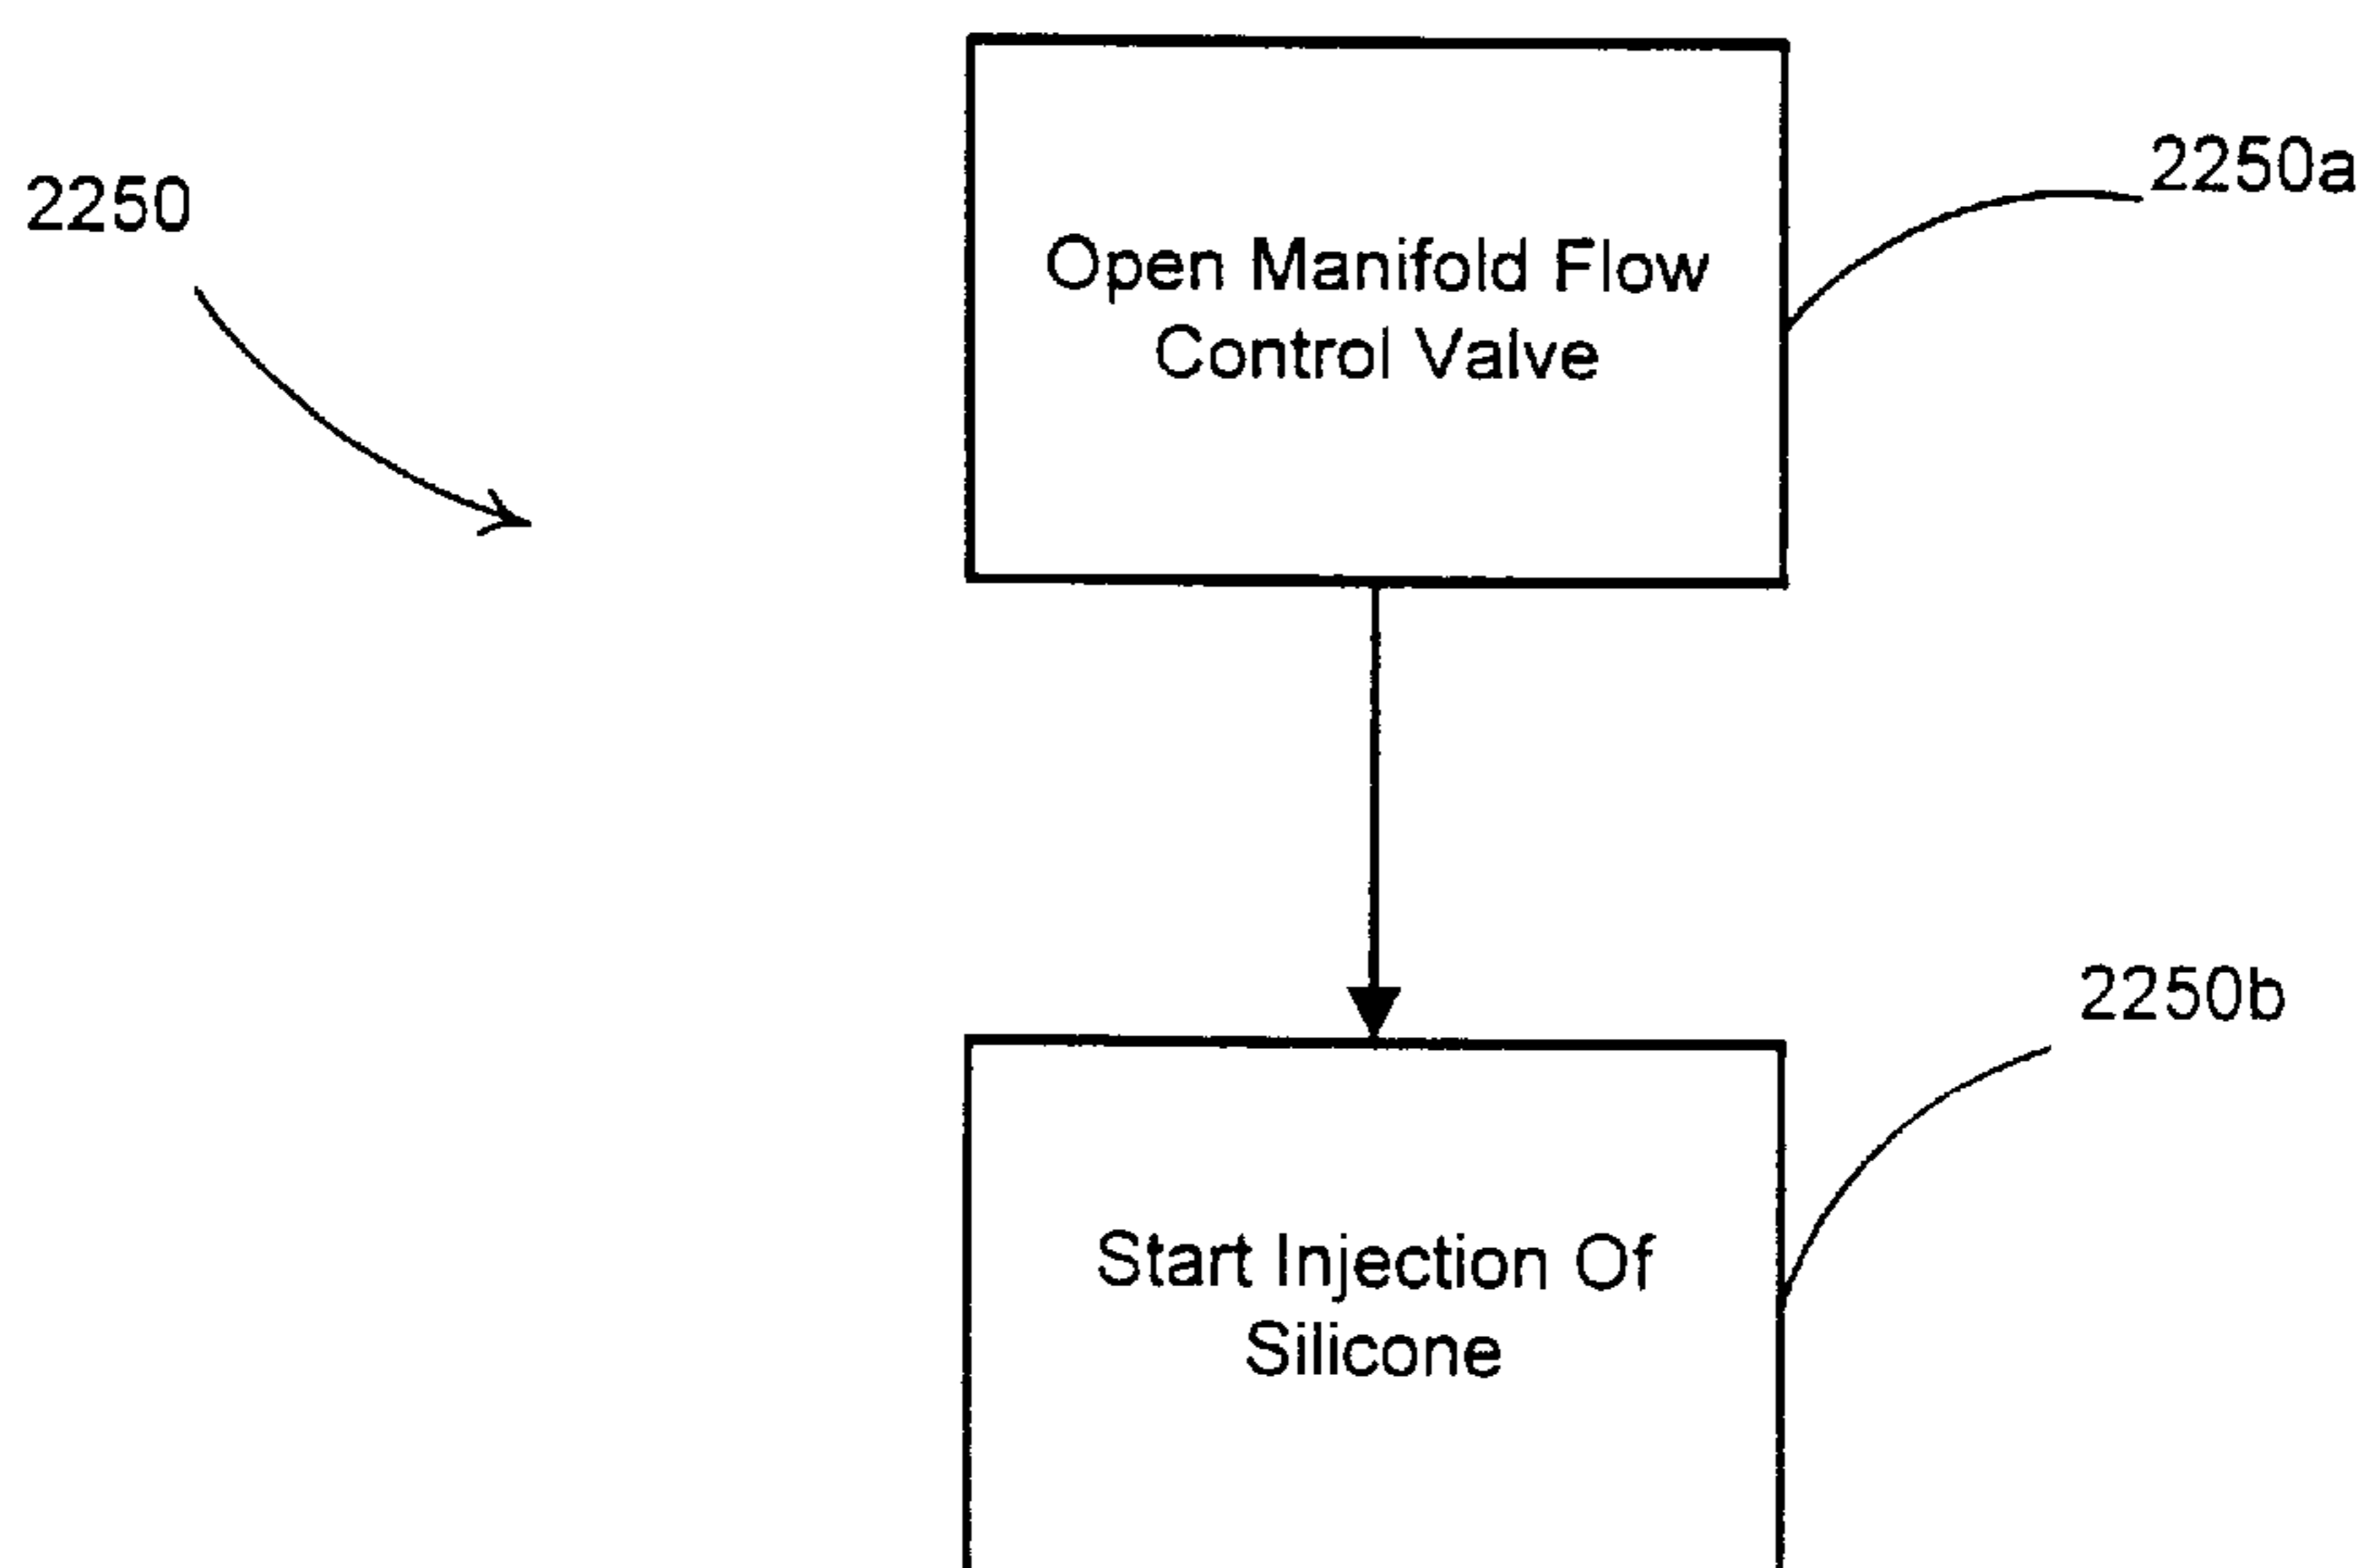 2250
Open Manifold Flow
Control Valve
2250a
Start Injection Of
Silicone
2250b